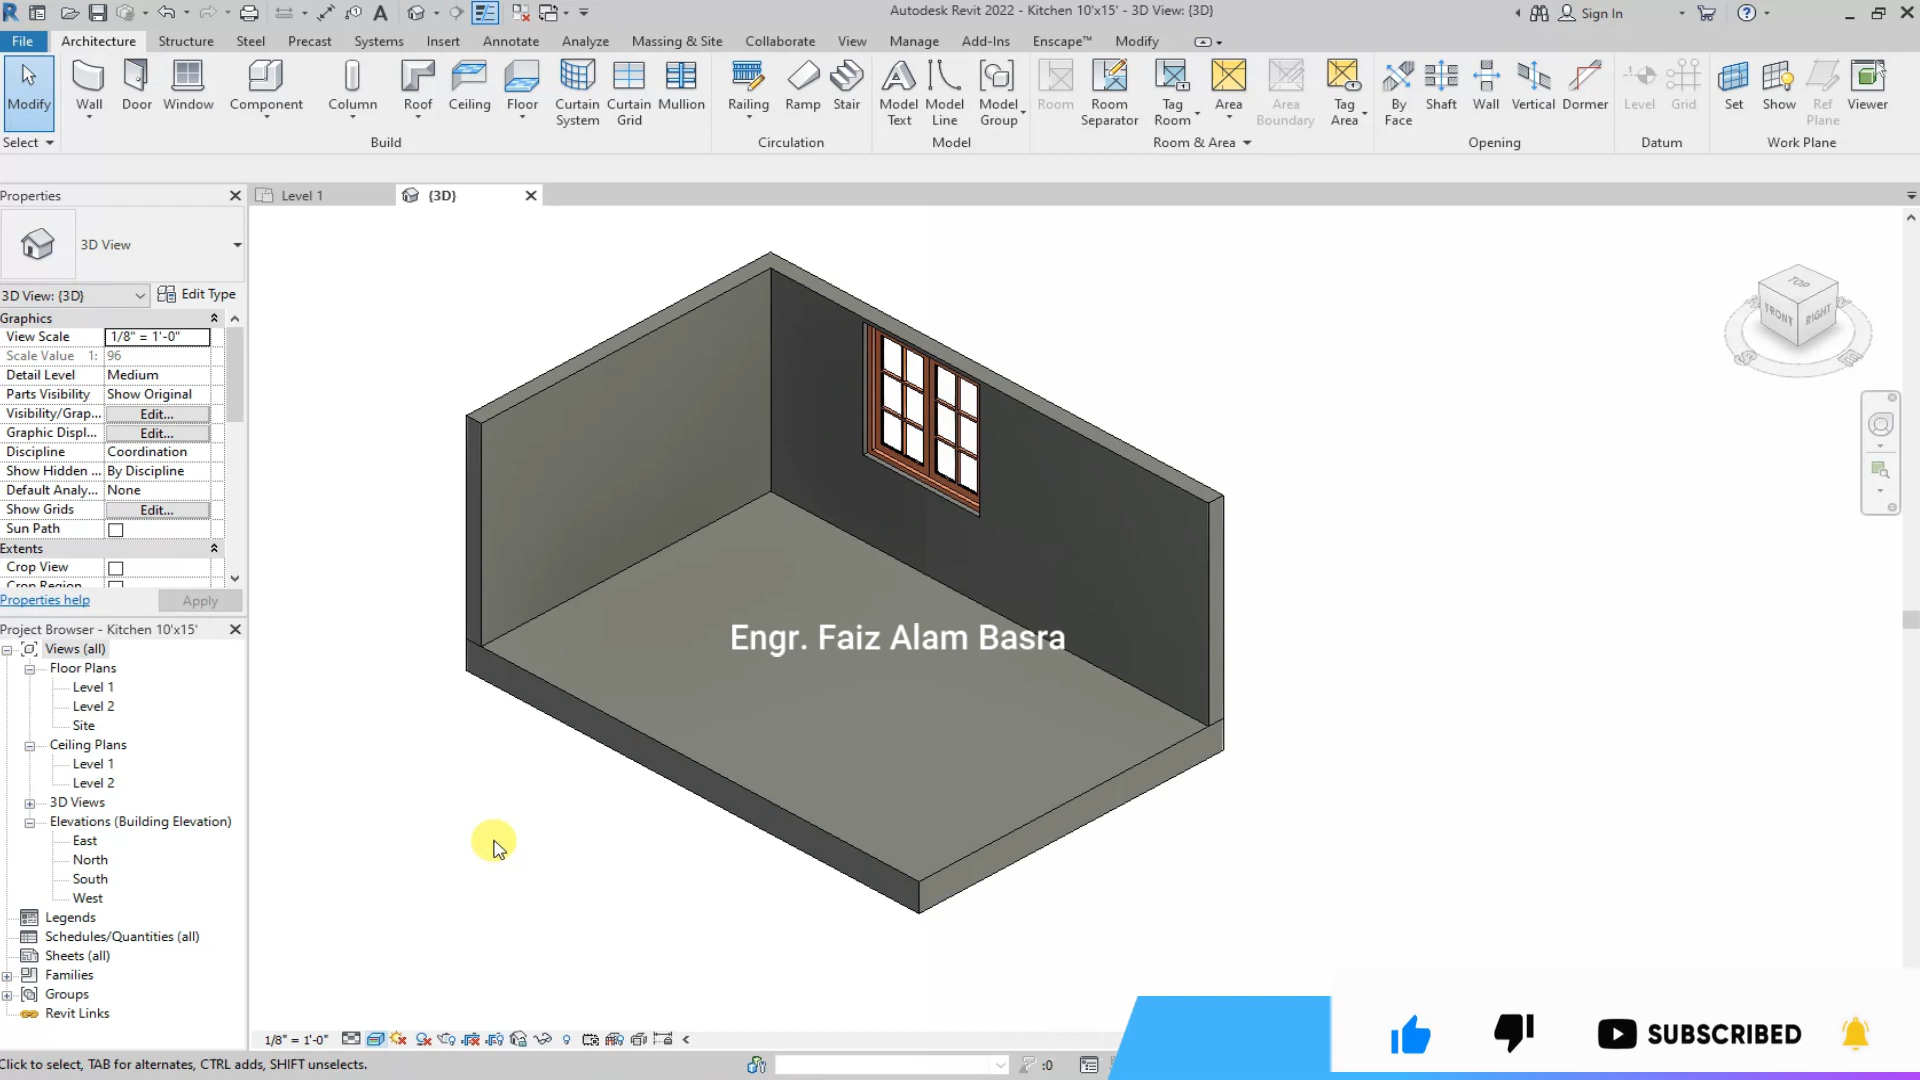 Autodesk Revit 2022 - Kitchen 10'x15' - 3D View: {3D}
Sign In
File Architecture Structure Steel Precast Systems Insert Annotate Analyze Massing & Site Collaborate View Manage Add-Ins Enscape™ Modify
Modify Wall Door Window Component Column Roof Ceiling Floor Curtain System Curtain Grid Mullion Railing Ramp Stair Model Text Model Line Model Group Room Room Separator Tag Room Area Area Boundary Tag Area By Face Shaft Wall Vertical Dormer Level Grid Set Show Ref Plane Viewer
Select Build Circulation Model Room & Area Opening Datum Work Plane
Properties
Level 1
{3D}
3D View
3D View: {3D} Edit Type
Graphics
View Scale 1/8" = 1'-0"
Scale Value 1: 96
Detail Level Medium
Parts Visibility Show Original
Visibility/Grap... Edit...
Graphic Displ... Edit...
Discipline Coordination
Show Hidden ... By Discipline
Default Analy... None
Show Grids Edit...
Sun Path
Extents
Crop View
Crop Region
Properties help Apply
Project Browser - Kitchen 10'x15'
Views (all)
Floor Plans
Level 1
Level 2
Site
Ceiling Plans
Level 1
Level 2
3D Views
Elevations (Building Elevation)
East
North
South
West
Legends
Schedules/Quantities (all)
Sheets (all)
Families
Groups
Revit Links
TOP
FRONT
RIGHT
S
E
Engr. Faiz Alam Basra
1/8" = 1'-0"
Click to select, TAB for alternates, CTRL adds, SHIFT unselects.
:0
SUBSCRIBED